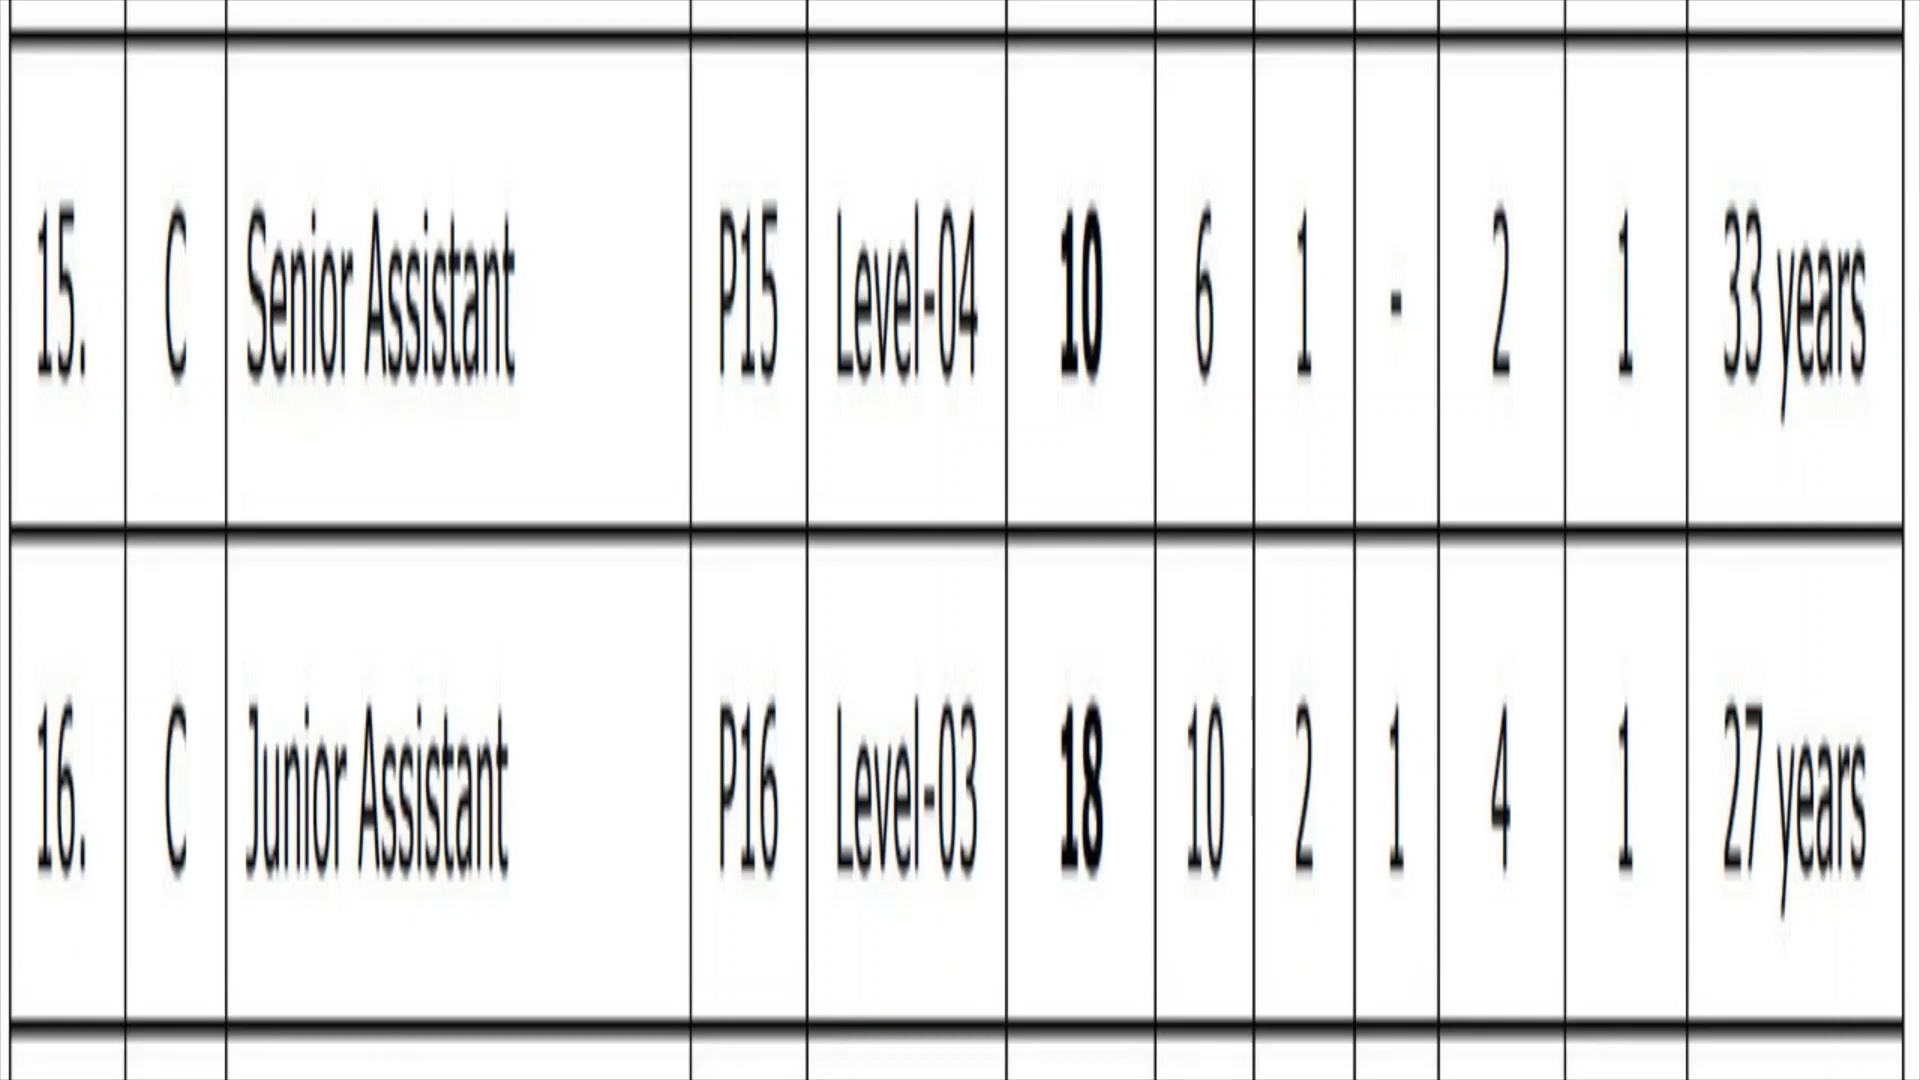 15. C Senior Assistant P15 Level-04 10 6 1 - 2 1 33 years
16. C Junior Assistant P16 Level-03 18 10 2 1 4 1 27 years